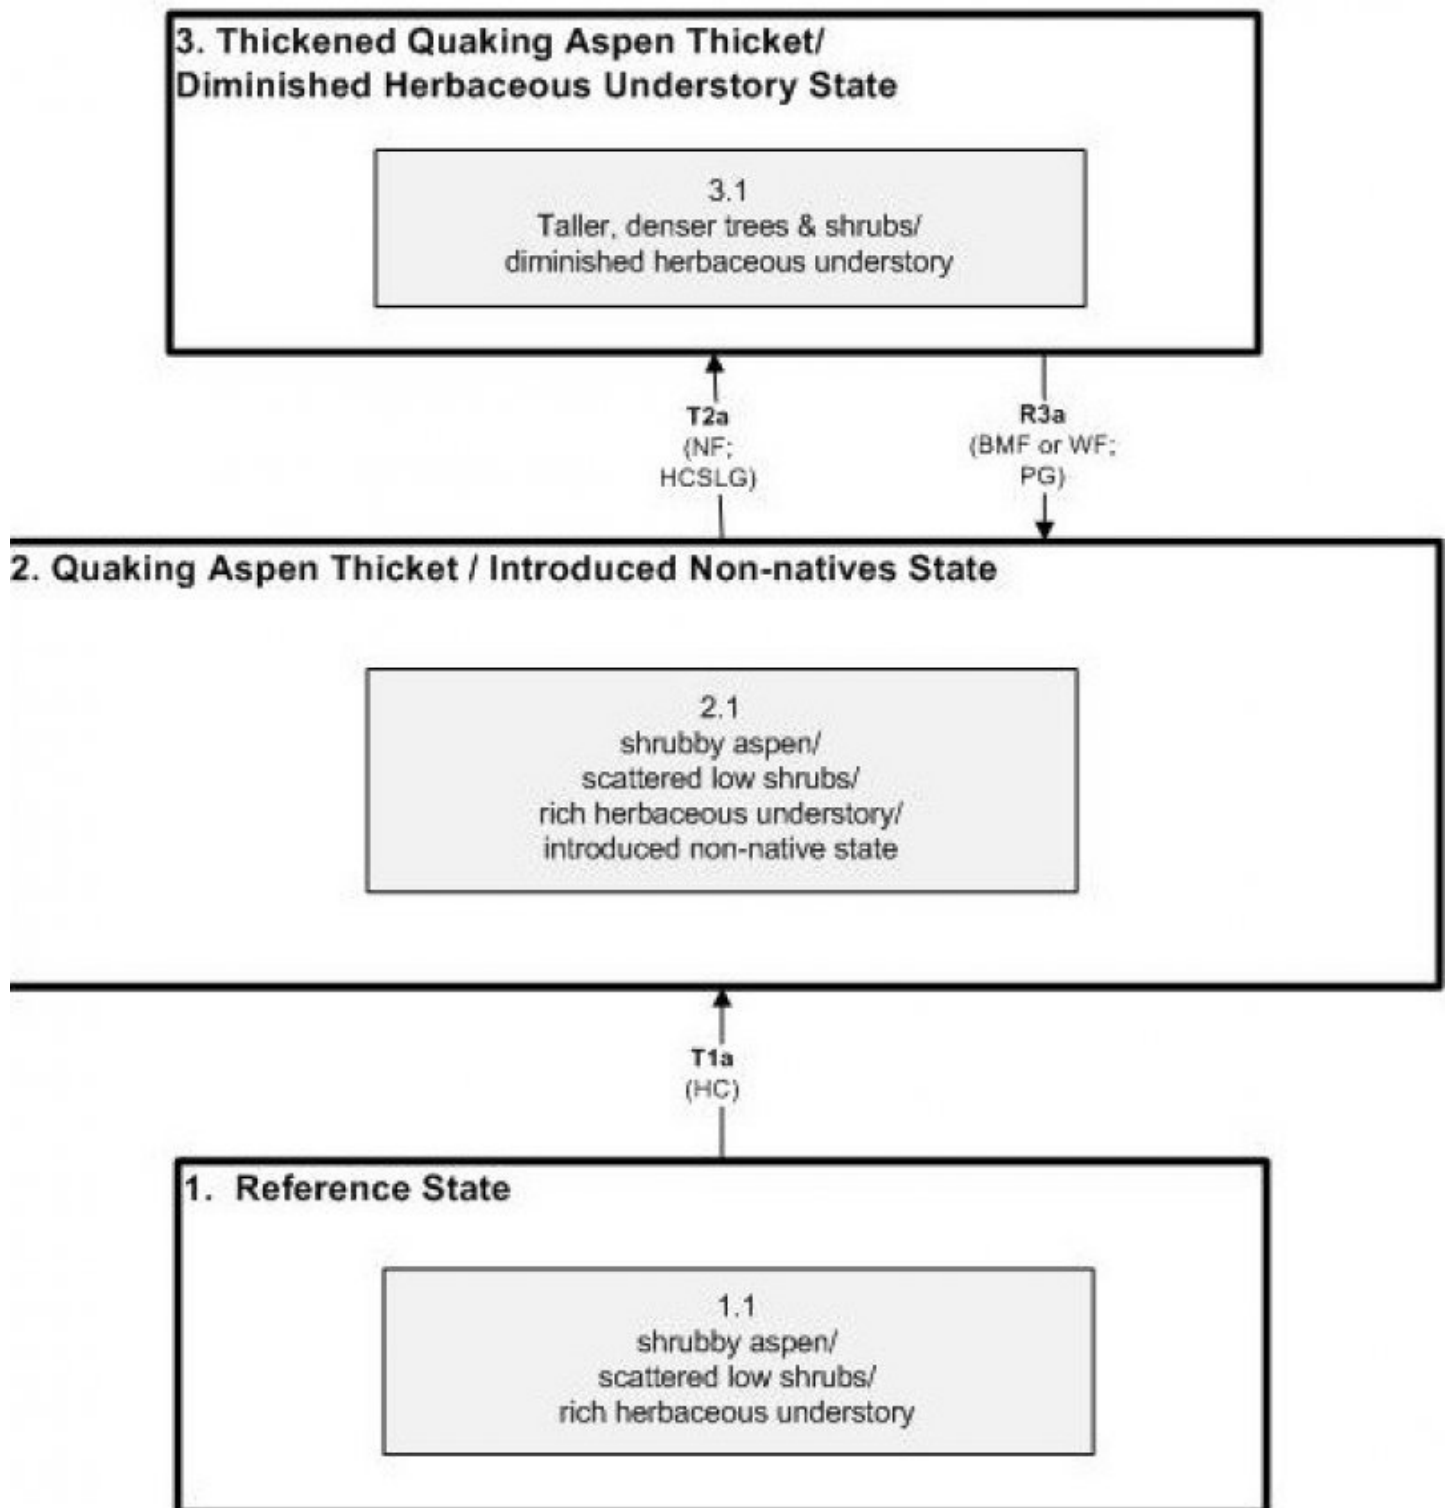 3. Thickened Quaking Aspen Thicket/
Diminished Herbaceous Understory State
3.1
Taller, denser trees & shrubs/
diminished herbaceous understory
T2a
(NF;
HCSLG)
R3a
(BMF or WF;
PG)
2. Quaking Aspen Thicket / Introduced Non-natives State
2.1
shrubby aspen/
scattered low shrubs/
rich herbaceous understory/
introduced non-native state
T1a
(HC)
1. Reference State
1.1
shrubby aspen/
scattered low shrubs/
rich herbaceous understory